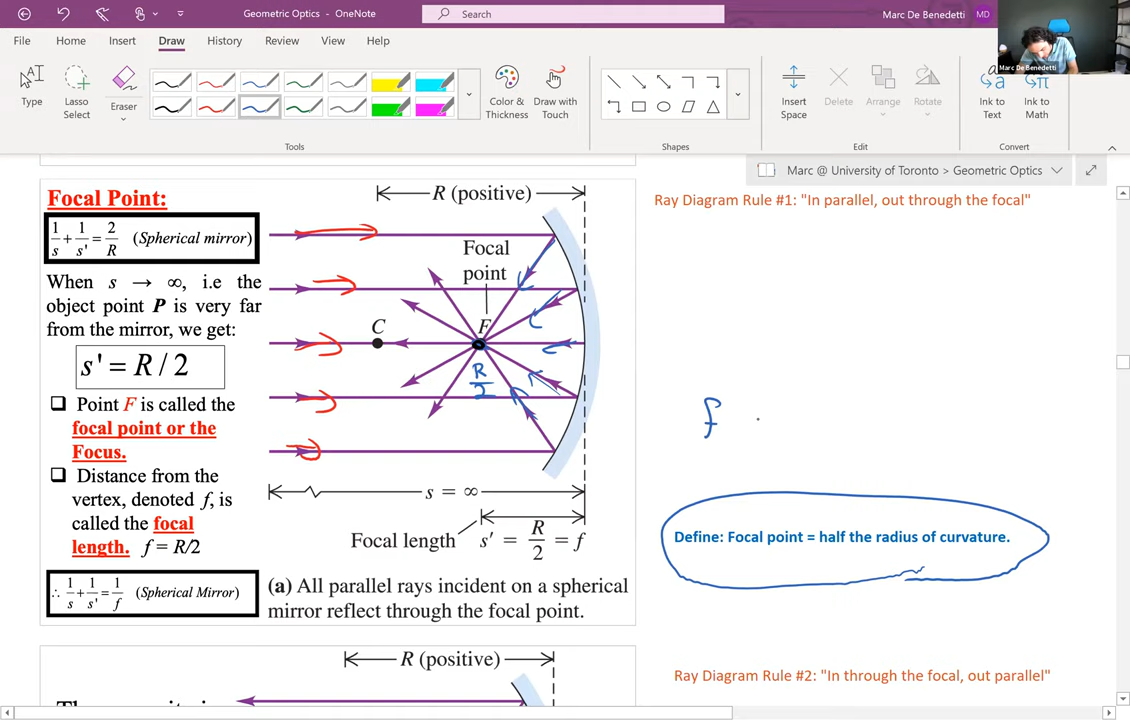 Geometric Optics - OneNote
Search
Marc De Benedetti
MD
File Home Insert Draw History Review View Help
Marc De Benedetti
Type
Lasso Select
Eraser
Color & Thickness
Draw with Touch
Insert Space
Delete
Arrange
Rotate
Ink to Text
Ink to Math
Tools
Shapes
Edit
Convert
Marc @ University of Toronto > Geometric Optics
Focal Point:
1/s + 1/s' = 2/R (Spherical mirror)
When s → ∞, i.e the
object point P is very far
from the mirror, we get:
s' = R / 2
Point F is called the
focal point or the
Focus.
Distance from the
vertex, denoted f, is
called the focal
length. f = R/2
∴ 1/s + 1/s' = 1/f (Spherical Mirror)
R (positive)
Focal
point
F
C
R/2
s = ∞
Focal length s' = R/2 = f
(a) All parallel rays incident on a spherical
mirror reflect through the focal point.
R (positive)
Ray Diagram Rule #1: "In parallel, out through the focal"
f
Define: Focal point = half the radius of curvature.
Ray Diagram Rule #2: "In through the focal, out parallel"